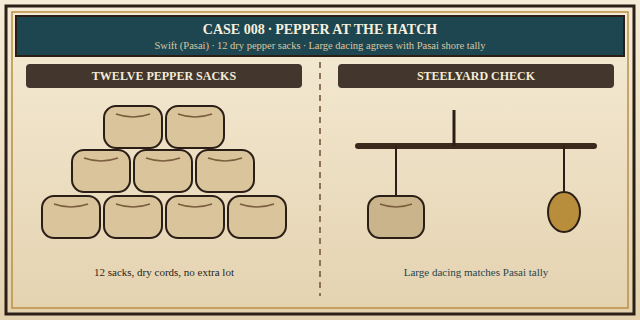 CASE 008 · PEPPER AT THE HATCH
Swift (Pasai) · 12 dry pepper sacks · Large dacing agrees with Pasai shore tally
TWELVE PEPPER SACKS
12 sacks, dry cords, no extra lot
STEELYARD CHECK
Large dacing matches Pasai tally